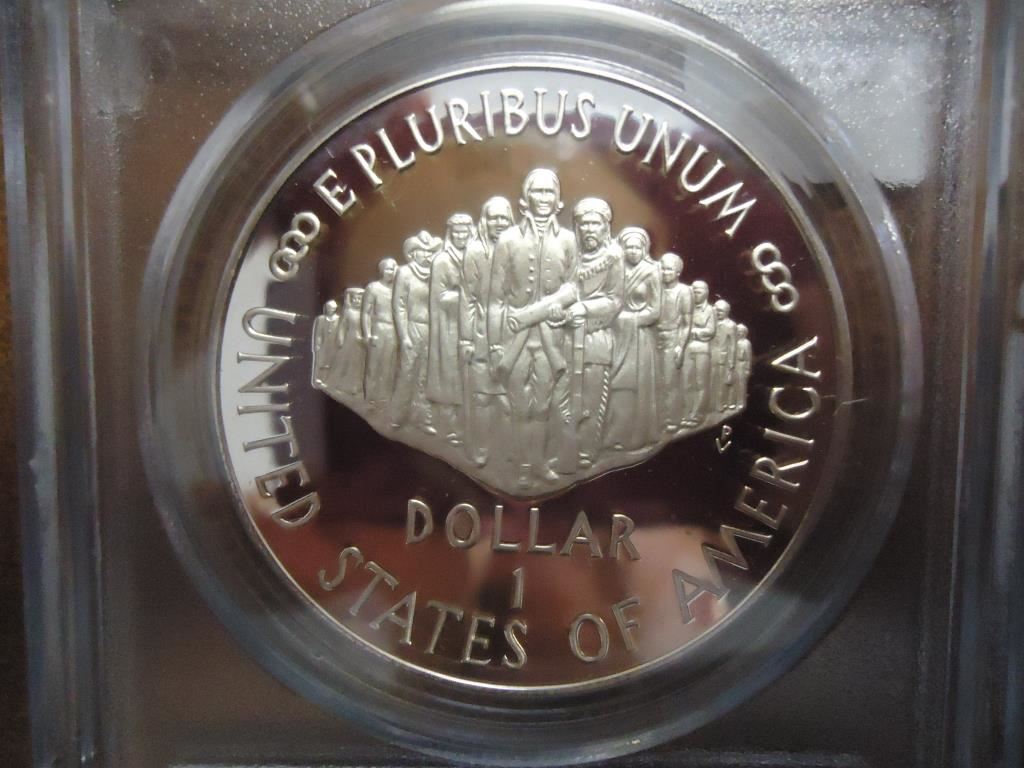 E PLURIBUS UNUM
DOLLAR
1
UNITED STATES OF AMERICA